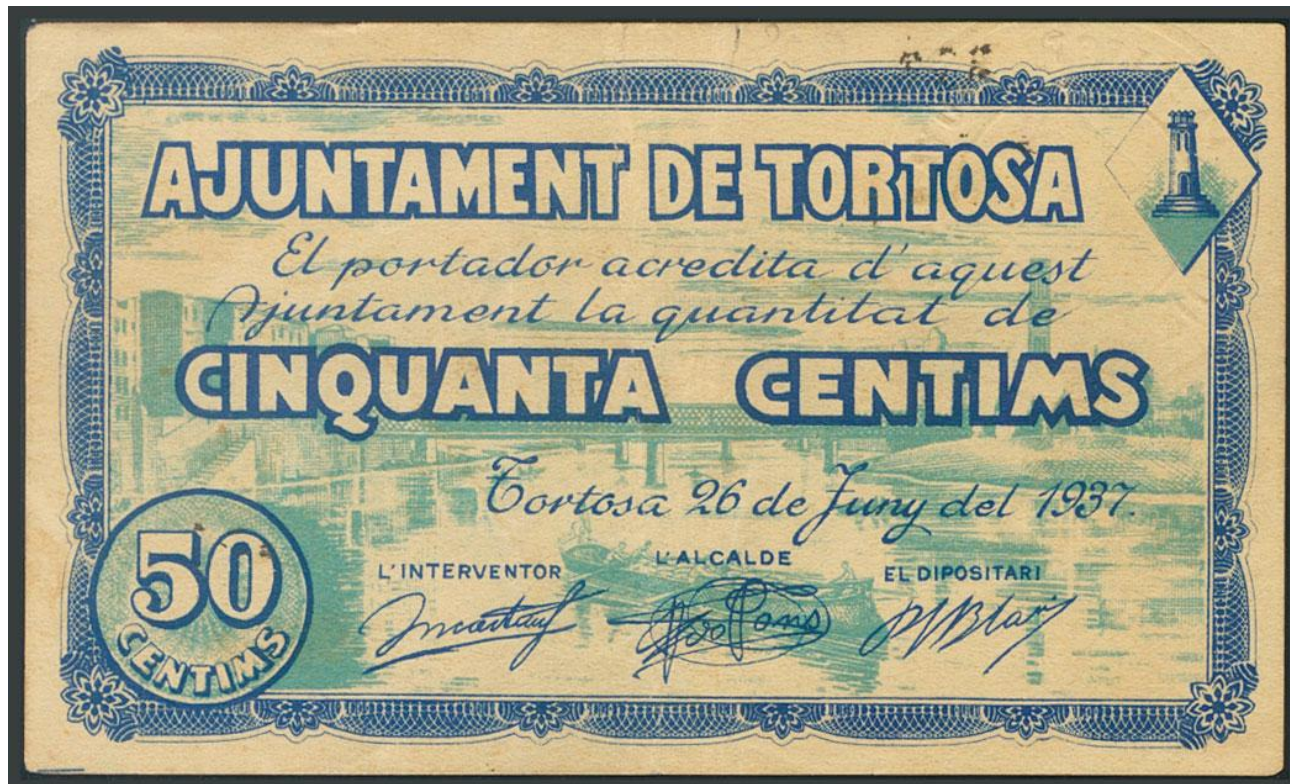 AJUNTAMENT DE TORTOSA
El portador acredita d'aquest
Ajuntament la quantitat de
CINQUANTA CENTIMS
Tortosa 26 de Juny del 1937.
L'INTERVENTOR
L'ALCALDE
EL DIPOSITARI
50
CENTIMS